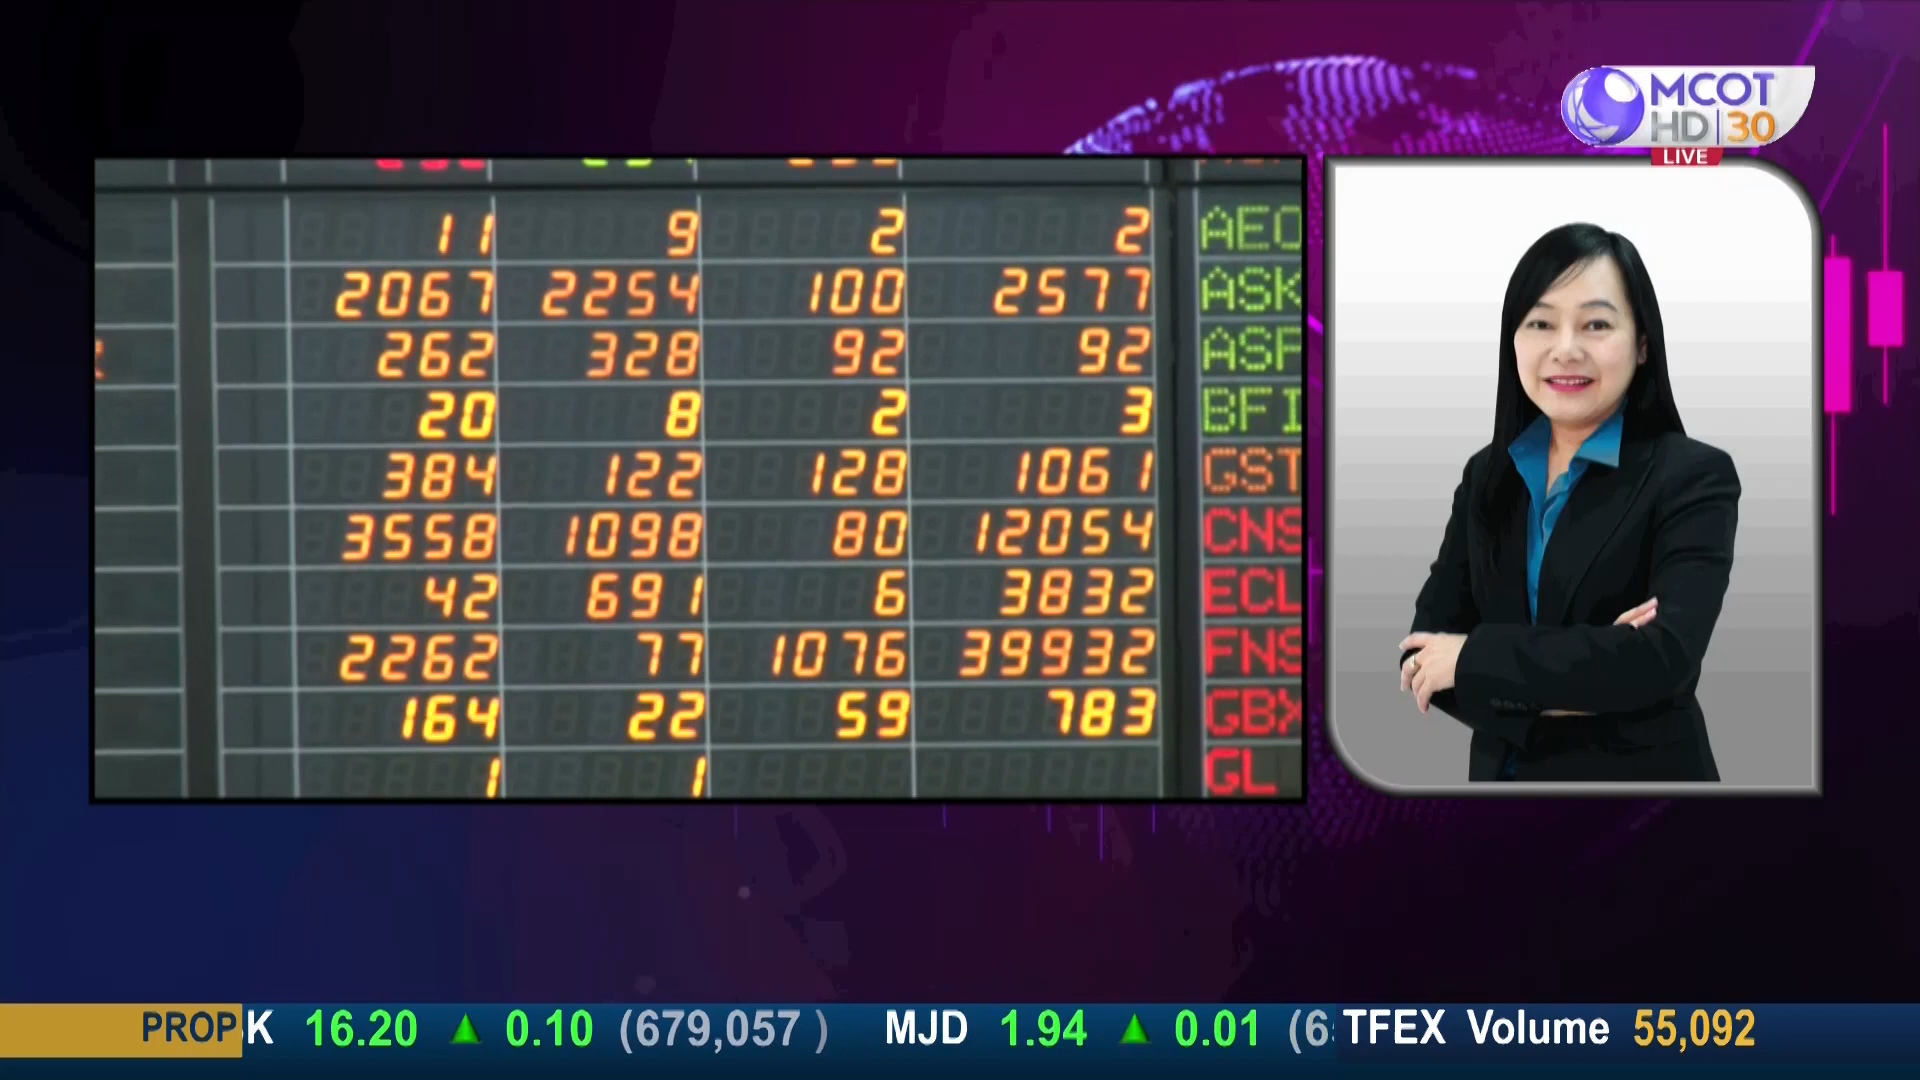 MCOT
HD 30
LIVE
11 9 2 2
2067 2254 100 2577 ASK
262 328 92 92
20 8 2 3 BFI
384 122 128 1061 GST
3558 1098 80 12054 CNS
42 691 6 3832 ECL
2262 77 1076 39932 FNS
164 22 59 783 GBX
1 1 GL
PROP K 16.20 ▲ 0.10 (679,057 ) MJD 1.94 ▲ 0.01 TFEX Volume 55,092